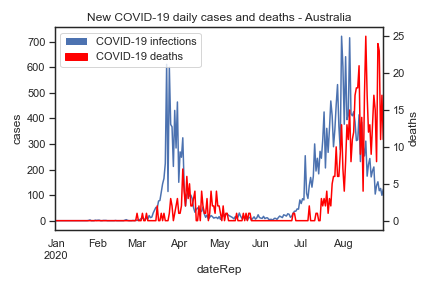 New COVID-19 daily cases and deaths - Australia
COVID-19 infections
COVID-19 deaths
700
600
500
400
300
200
100
0
cases
25
20
15
10
5
0
deaths
Jan Feb Mar Apr May Jun Jul Aug
2020
dateRep